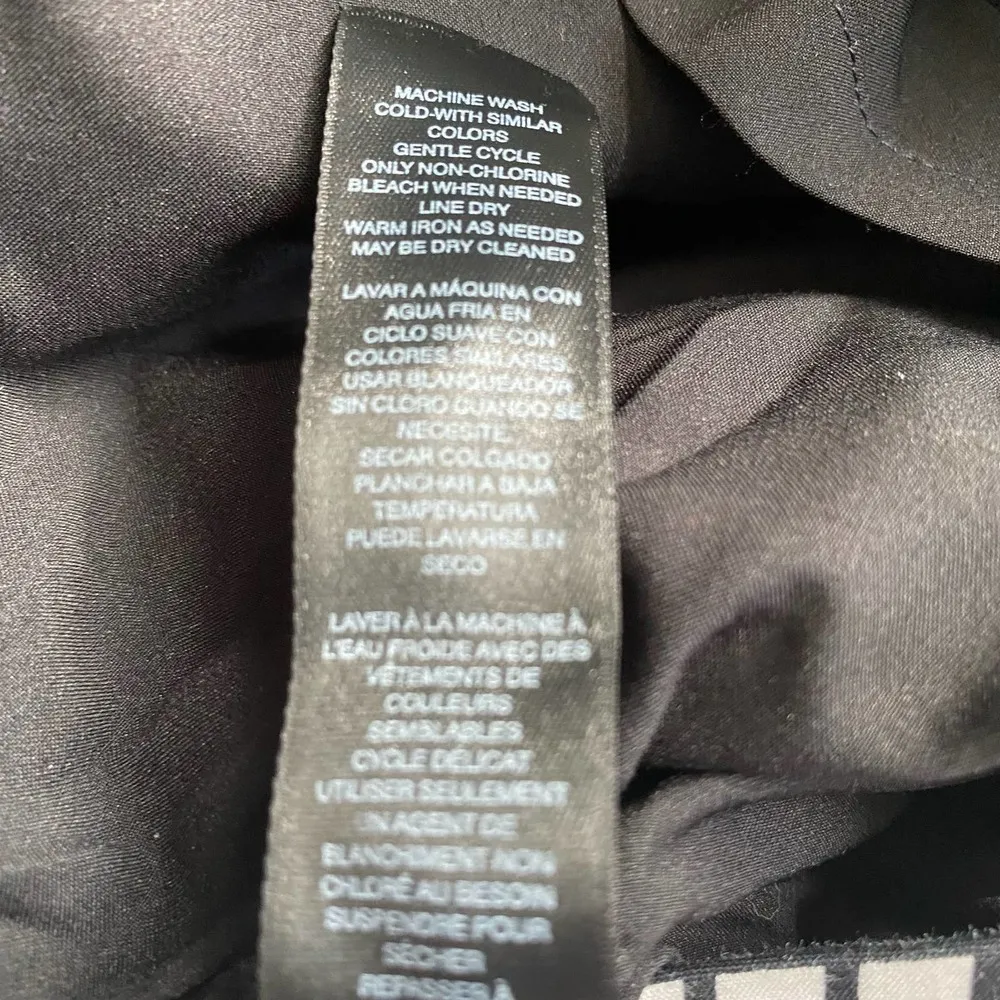 MACHINE WASH
COLD-WITH SIMILAR
COLORS
GENTLE CYCLE
ONLY NON-CHLORINE
BLEACH WHEN NEEDED
LINE DRY
WARM IRON AS NEEDED
MAY BE DRY CLEANED
LAVAR A MÁQUINA CON
AGUA FRIA EN
CICLO SUAVE CON
COLORES SIMILARES.
USAR BLANQUEADOR
SIN CLORO CUANDO SE
NECESITE.
SECAR COLGADO
PLANCHAR A BAJA
TEMPERATURA
PUEDE LAVARSE EN
SECO
LAVER À LA MACHINE À
L'EAU FROIDE AVEC DES
VÊTEMENTS DE
COULEURS
SEMBLABLES
CYCLE DÉLICAT
UTILISER SEULEMENT
UN AGENT DE
BLANCHIMENT NON
CHLORÉ AU BESOIN
SUSPENDRE POUR
SÉCHER
REPASSER À